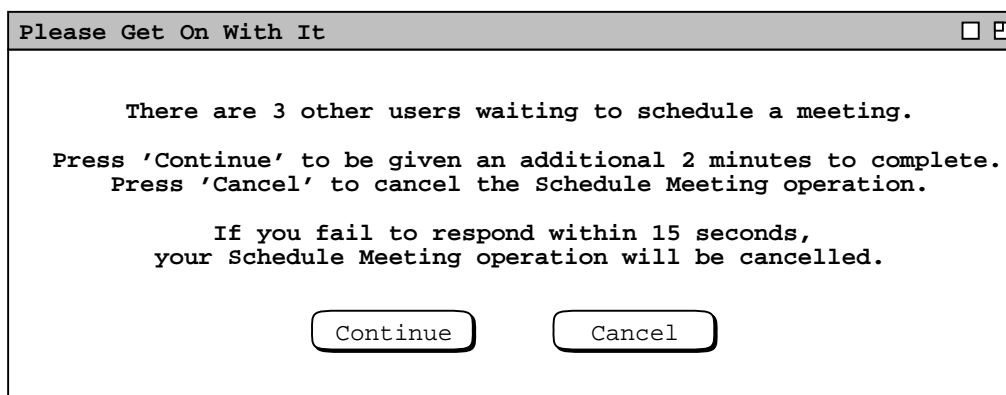 Please Get On With It
There are 3 other users waiting to schedule a meeting.
Press ’Continue’ to be given an additional 2 minutes to complete.
Press ’Cancel’ to cancel the Schedule Meeting operation.
If you fail to respond within 15 seconds,
your Schedule Meeting operation will be cancelled.
Continue Cancel